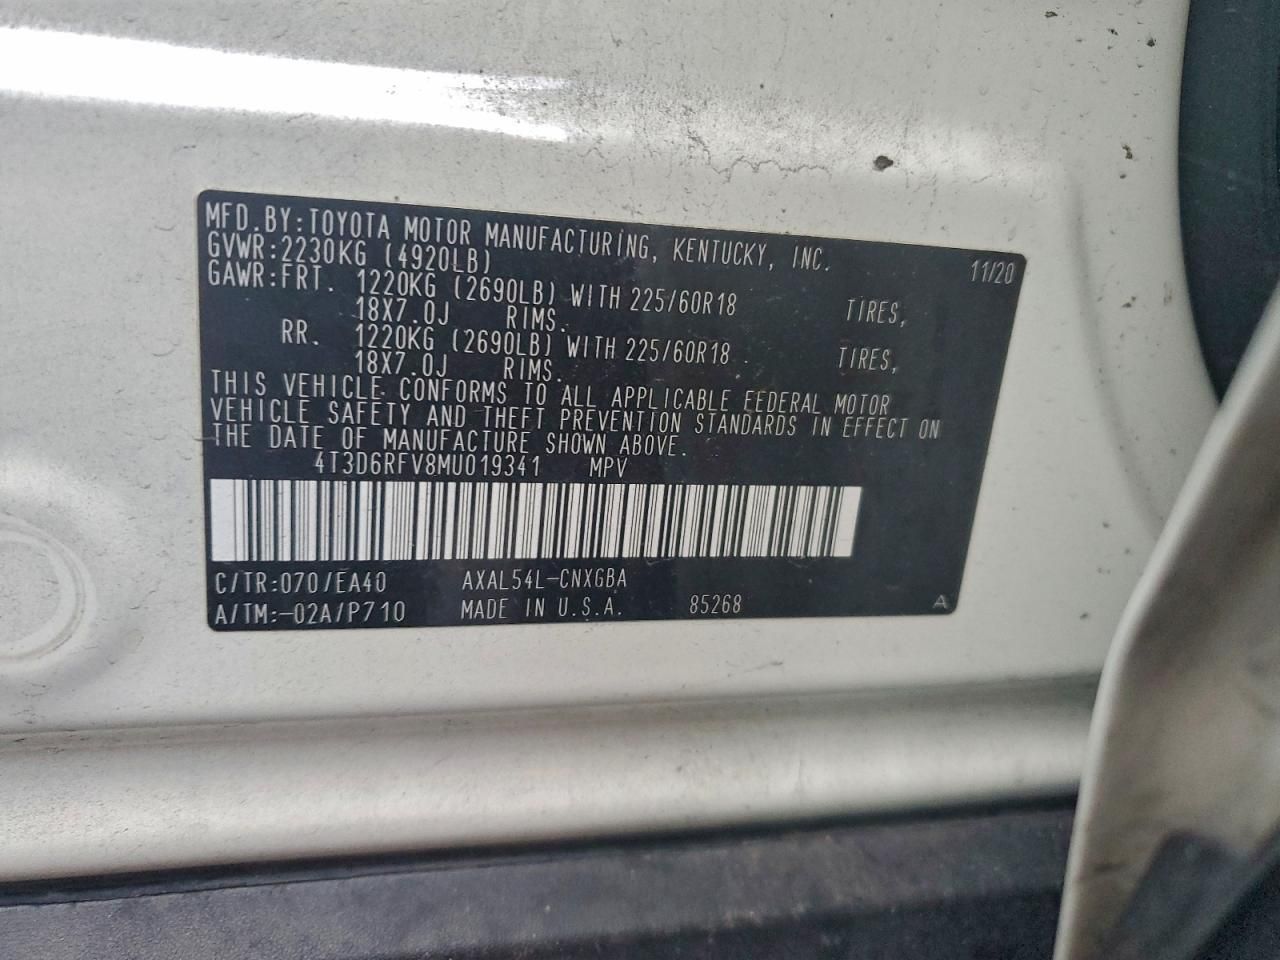 MFD.BY:TOYOTA MOTOR MANUFACTURING, KENTUCKY, INC. 11/20
GVWR:2230KG (4920LB)
GAWR:FRT. 1220KG (2690LB) WITH 225/60R18 TIRES,
18X7.0J RIMS.
RR. 1220KG (2690LB) WITH 225/60R18 TIRES,
18X7.0J RIMS.
THIS VEHICLE CONFORMS TO ALL APPLICABLE FEDERAL MOTOR
VEHICLE SAFETY AND THEFT PREVENTION STANDARDS IN EFFECT ON
THE DATE OF MANUFACTURE SHOWN ABOVE.
4T3D6RFV8MU019341 MPV
C/TR:070/EA40 AXAL54L-CNXGBA
A/TM:-02A/P710 MADE IN U.S.A. 85268 A